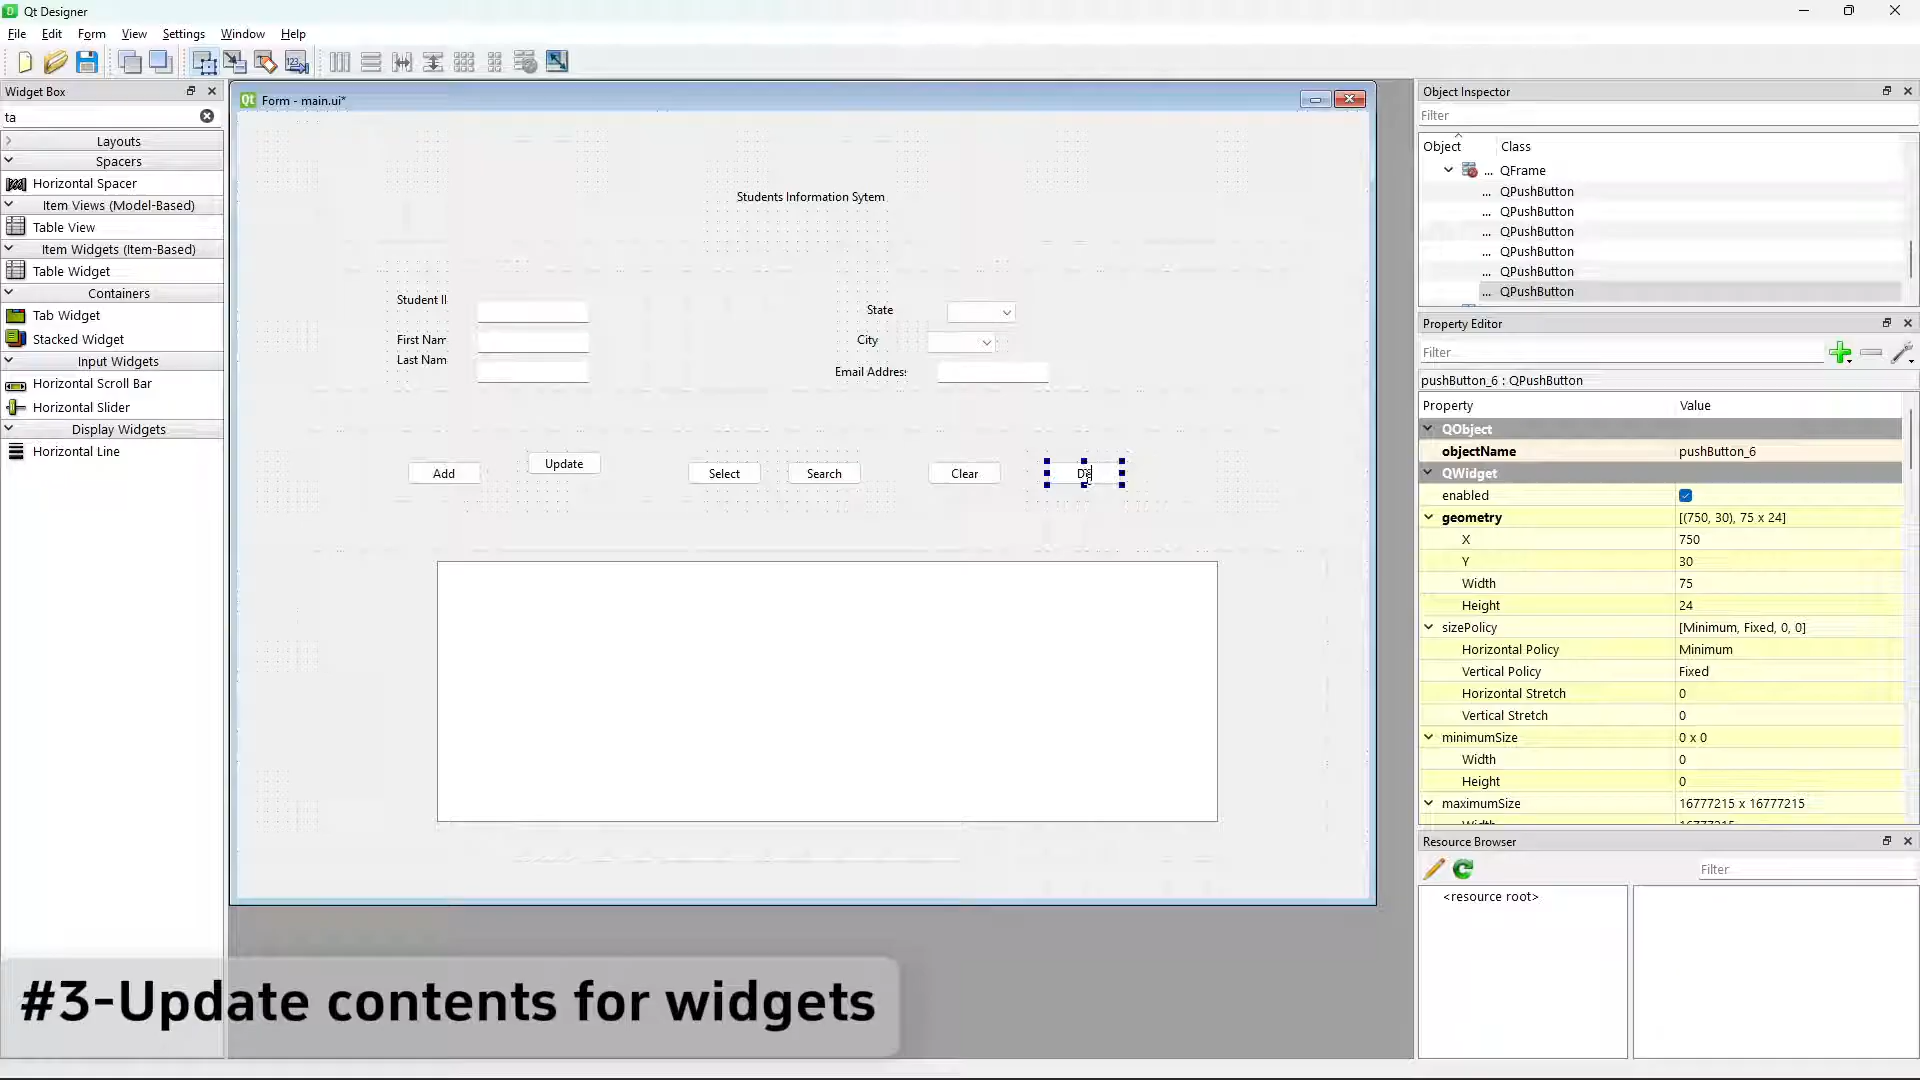 Qt Designer
File Edit Form View Settings Window Help
Widget Box
ta
Layouts
Spacers
Horizontal Spacer
Item Views (Model-Based)
Table View
Item Widgets (Item-Based)
Table Widget
Containers
Tab Widget
Stacked Widget
Input Widgets
Horizontal Scroll Bar
Horizontal Slider
Display Widgets
Horizontal Line
Qt Form - main.ui*
Students Information Sytem
Student I
First Nam
Last Nam
State
City
Email Addres
Add
Update
Select
Search
Clear
De
Object Inspector
Filter
Object Class
... QFrame
... QPushButton
... QPushButton
... QPushButton
... QPushButton
... QPushButton
... QPushButton
Property Editor
Filter...
pushButton_6 : QPushButton
Property Value
QObject
objectName pushButton_6
QWidget
enabled
geometry [(750, 30), 75 x 24]
X 750
Y 30
Width 75
Height 24
sizePolicy [Minimum, Fixed, 0, 0]
Horizontal Policy Minimum
Vertical Policy Fixed
Horizontal Stretch 0
Vertical Stretch 0
minimumSize 0 x 0
Width 0
Height 0
maximumSize 16777215 x 16777215
Width 16777215
Resource Browser
Filter
<resource root>
#3-Update contents for widgets